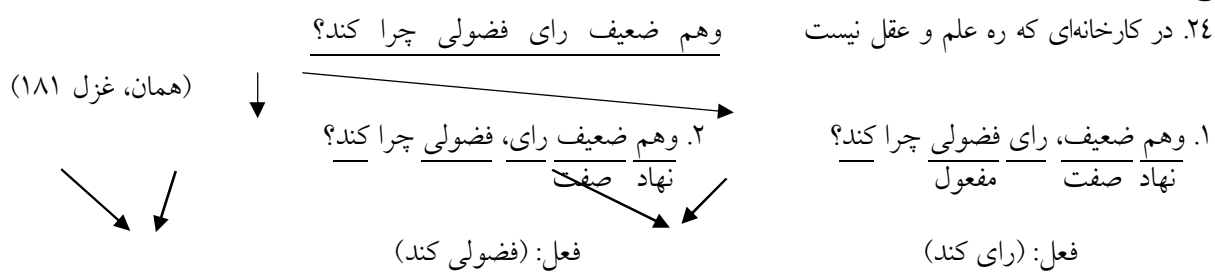 ۲٤. در کارخانه‌ای که ره علم و عقل نیست وهم ضعیف رای فضولی چرا کند؟
(همان، غزل ۱۸۱)
۱. وهم ضعیف، رای فضولی چرا کند؟ ۲. وهم ضعیف رای، فضولی چرا کند؟
نهاد صفت مفعول نهاد صفت
فعل: (رای کند) فعل: (فضولی کند)